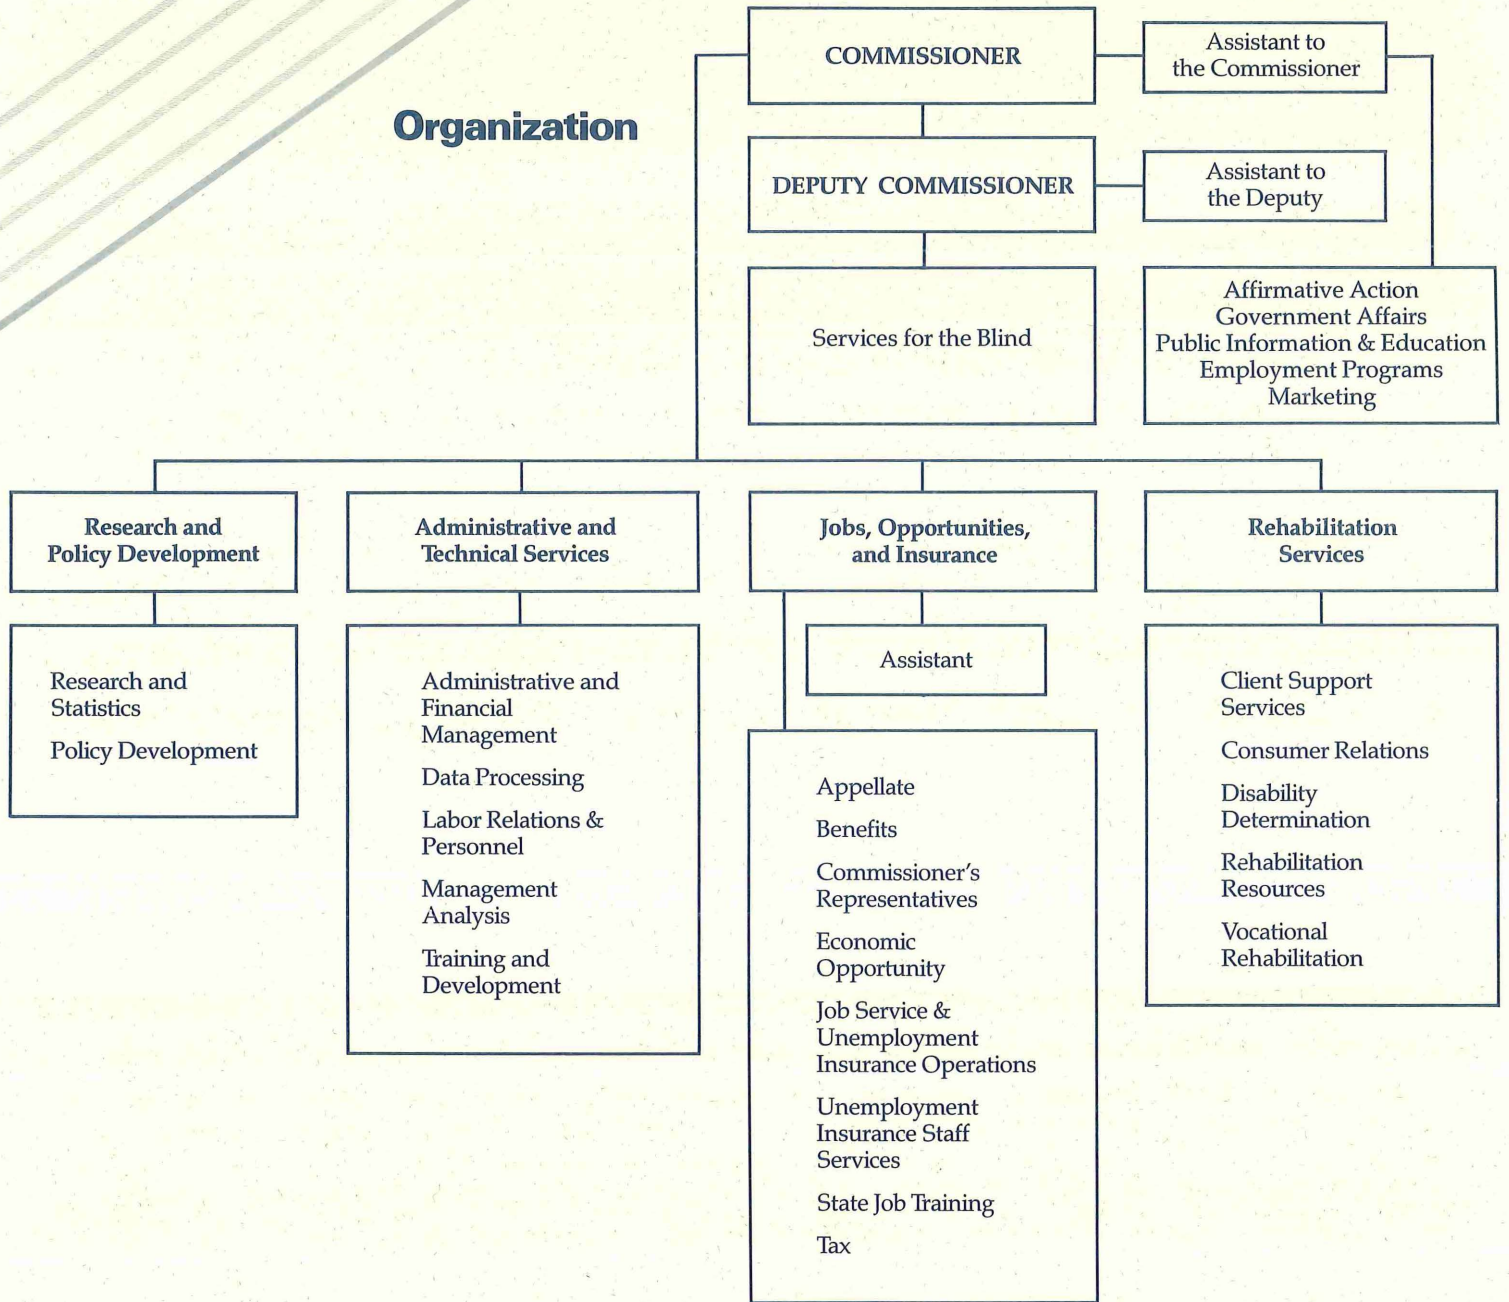 Organization
COMMISSIONER
Assistant to
the Commissioner
DEPUTY COMMISSIONER
Assistant to
the Deputy
Services for the Blind
Affirmative Action
Government Affairs
Public Information & Education
Employment Programs
Marketing
Research and
Policy Development
Administrative and
Technical Services
Jobs, Opportunities,
and Insurance
Rehabilitation
Services
Research and
Statistics
Policy Development
Administrative and
Financial
Management
Data Processing
Labor Relations &
Personnel
Management
Analysis
Training and
Development
Assistant
Appellate
Benefits
Commissioner's
Representatives
Economic
Opportunity
Job Service &
Unemployment
Insurance Operations
Unemployment
Insurance Staff
Services
State Job Training
Tax
Client Support
Services
Consumer Relations
Disability
Determination
Rehabilitation
Resources
Vocational
Rehabilitation